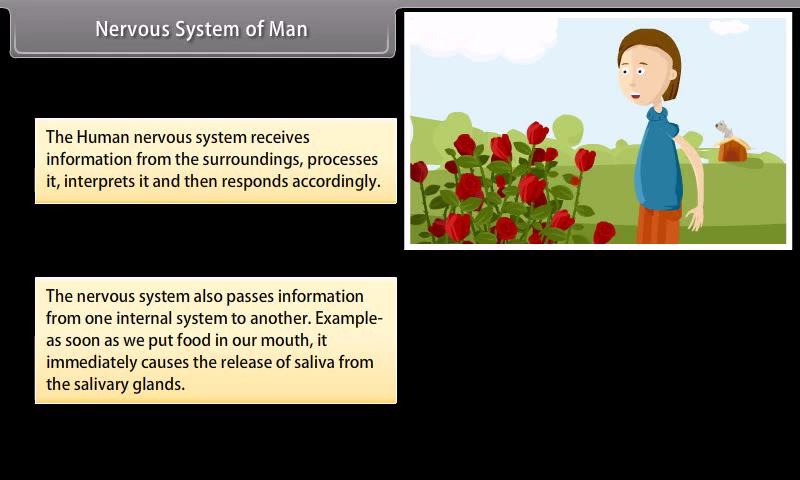 Nervous System of Man
The Human nervous system receives
information from the surroundings, processes
it, interprets it and then responds accordingly.
The nervous system also passes information
from one internal system to another. Example-
as soon as we put food in our mouth, it
immediately causes the release of saliva from
the salivary glands.